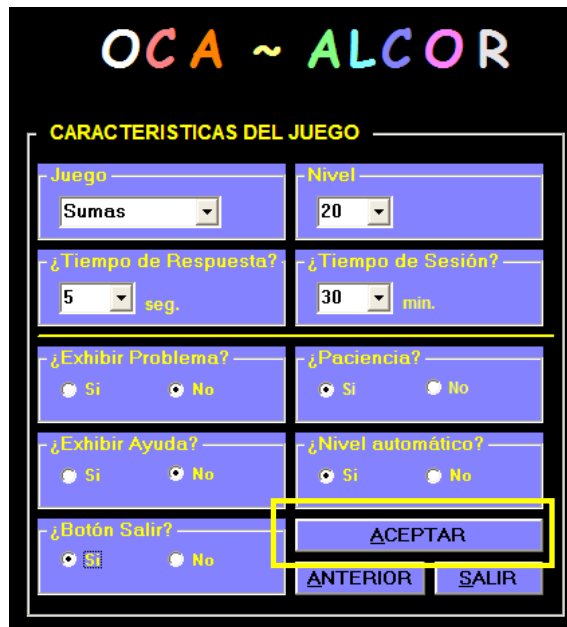 OCA ~ ALCOR
CARACTERISTICAS DEL JUEGO
Juego
Sumas
Nivel
20
¿Tiempo de Respuesta?
5 seg.
¿Tiempo de Sesión?
30 min.
¿Exhibir Problema?
Si No
¿Paciencia?
Si No
¿Exhibir Ayuda?
Si No
¿Nivel automático?
Si No
¿Botón Salir?
Si No
ACEPTAR
ANTERIOR SALIR